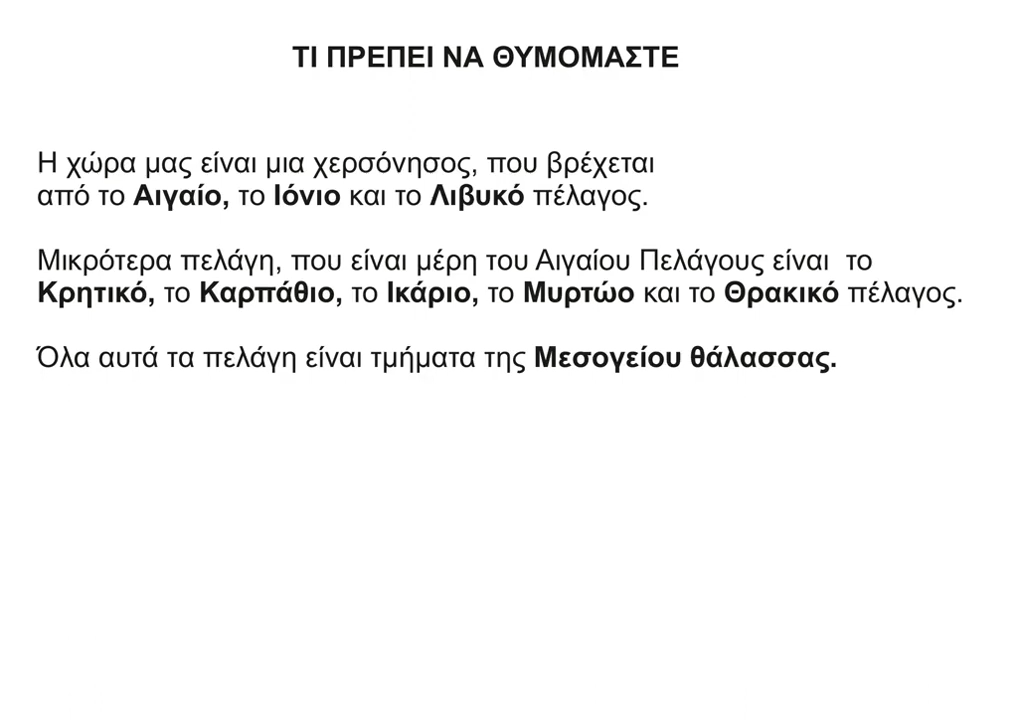 ΤΙ ΠΡΕΠΕΙ ΝΑ ΘΥΜΟΜΑΣΤΕ
Η χώρα μας είναι μια χερσόνησος, που βρέχεται
από το Αιγαίο, το Ιόνιο και το Λιβυκό πέλαγος.
Μικρότερα πελάγη, που είναι μέρη του Αιγαίου Πελάγους είναι  το
Κρητικό, το Καρπάθιο, το Ικάριο, το Μυρτώο και το Θρακικό πέλαγος.
Όλα αυτά τα πελάγη είναι τμήματα της Μεσογείου θάλασσας.